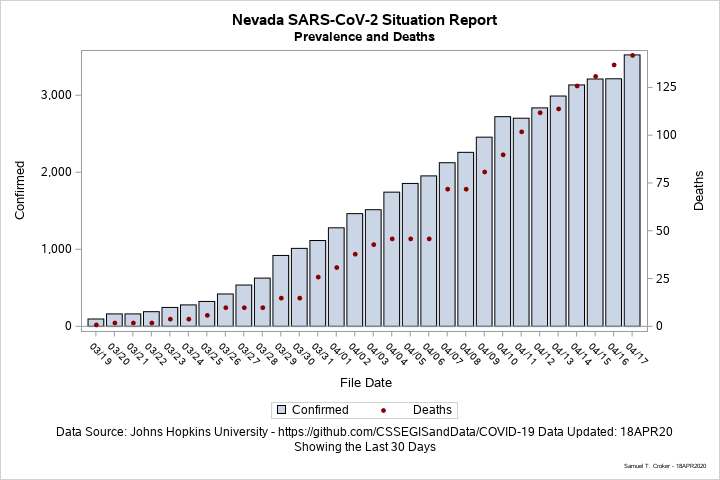 Nevada SARS-CoV-2 Situation Report
Prevalence and Deaths
Confirmed
3,000
2,000
1,000
0
Deaths
125
100
75
50
25
0
03/19 03/20 03/21 03/22 03/23 03/24 03/25 03/26 03/27 03/28 03/29 03/30 03/31 04/01 04/02 04/03 04/04 04/05 04/06 04/07 04/08 04/09 04/10 04/11 04/12 04/13 04/14 04/15 04/16 04/17
File Date
Confirmed Deaths
Data Source: Johns Hopkins University - https://github.com/CSSEGISandData/COVID-19 Data Updated: 18APR20
Showing the Last 30 Days
Samuel T. Croker - 18APR2020